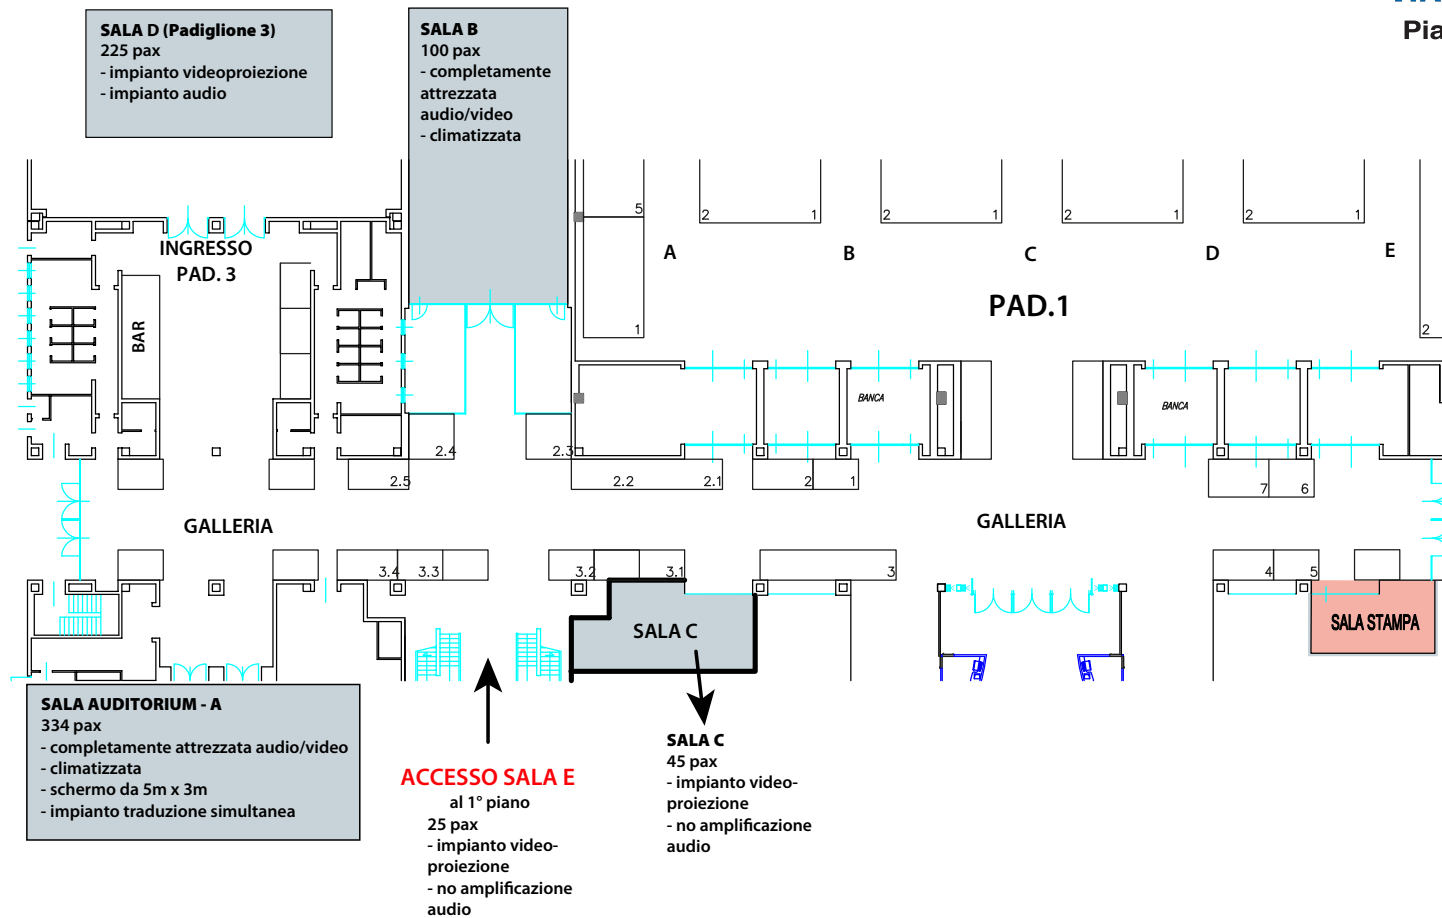 Pia
SALA D (Padiglione 3)
225 pax
- impianto videoproiezione
- impianto audio
SALA B
100 pax
- completamente
attrezzata
audio/video
- climatizzata
5
2
1
2
1
2
1
2
1
INGRESSO
PAD. 3
A
B
C
D
E
PAD.1
BAR
1
2
BANCA
BANCA
2.4
2.3
2.5
2.2
2.1
2
1
7
6
GALLERIA
GALLERIA
3.4
3.3
3.2
3.1
3
4
5
SALA C
SALA STAMPA
SALA AUDITORIUM - A
334 pax
- completamente attrezzata audio/video
- climatizzata
- schermo da 5m x 3m
- impianto traduzione simultanea
ACCESSO SALA E
al 1° piano
25 pax
- impianto video-
proiezione
- no amplificazione
audio
SALA C
45 pax
- impianto video-
proiezione
- no amplificazione
audio